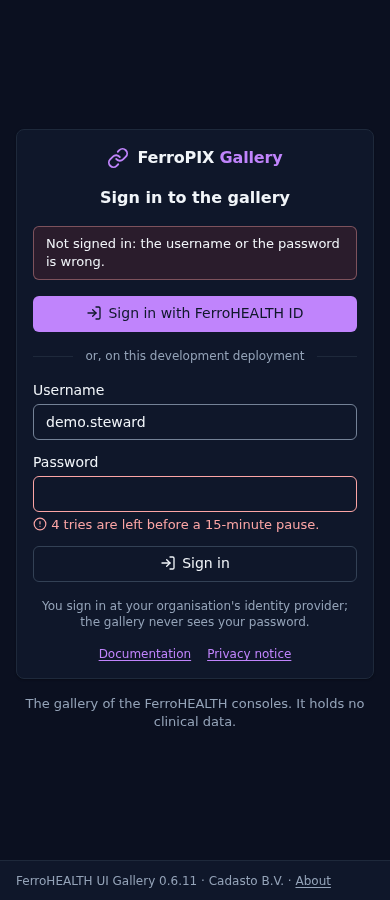 FerroPIX Gallery
Sign in to the gallery
Not signed in: the username or the password
is wrong.
Sign in with FerroHEALTH ID
or, on this development deployment
Username
demo.steward
Password
4 tries are left before a 15-minute pause.
Sign in
You sign in at your organisation's identity provider;
the gallery never sees your password.
Documentation Privacy notice
The gallery of the FerroHEALTH consoles. It holds no
clinical data.
FerroHEALTH UI Gallery 0.6.11 · Cadasto B.V. · About